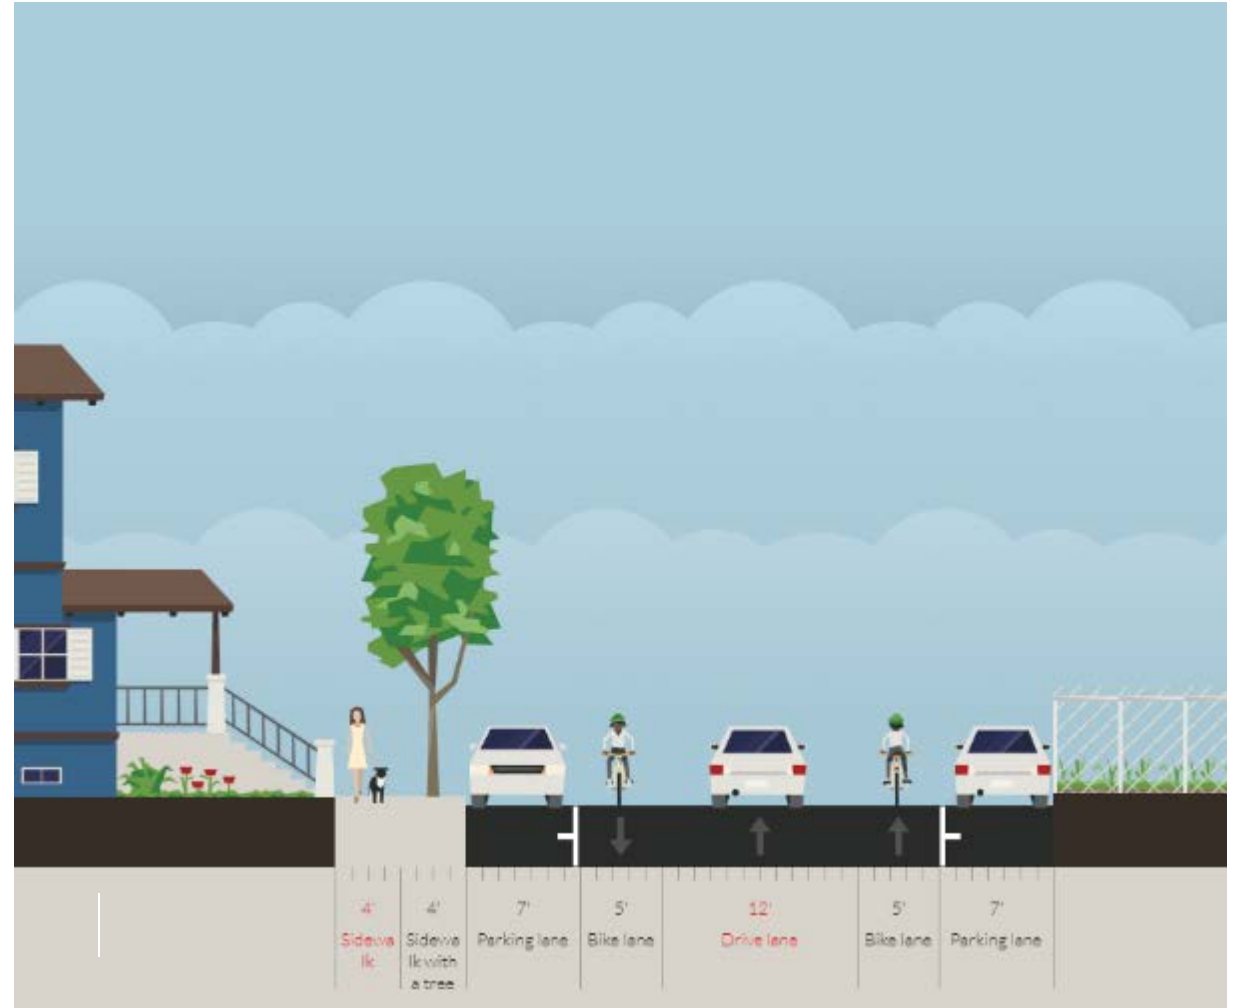 4'
Sidewa
lk
4'
Sidewa
lk with
a tree
7'
Parking lane
5'
Bike lane
12'
Drive lane
5'
Bike lane
7'
Parking lane